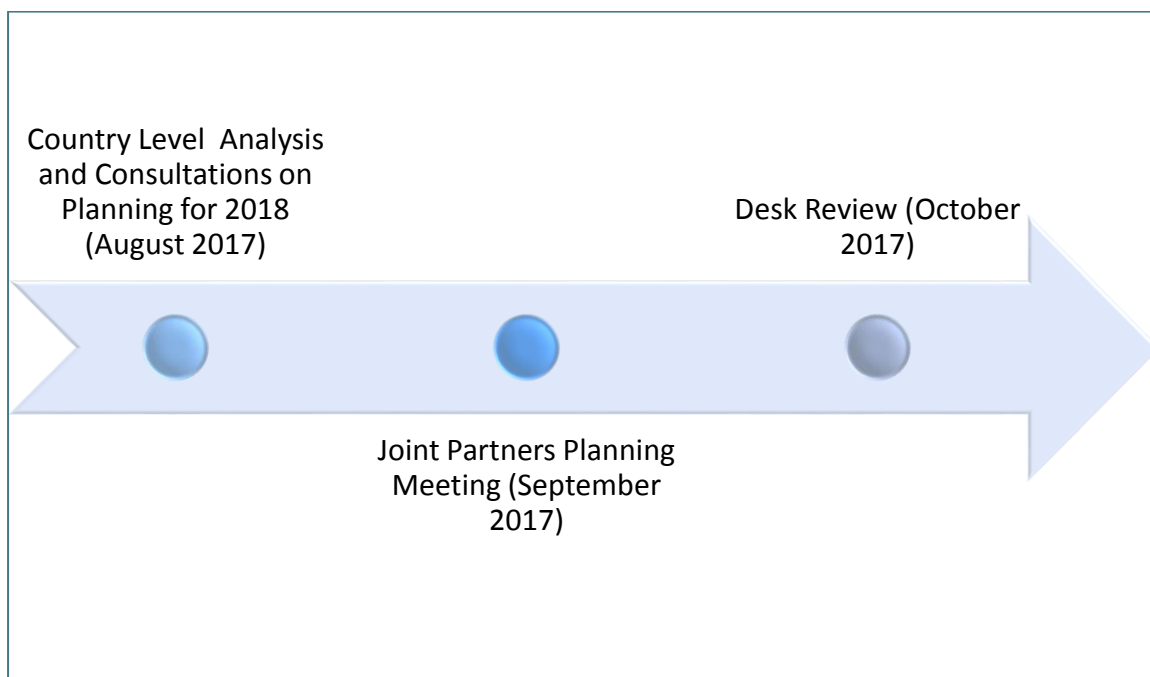 Country Level  Analysis
and Consultations on
Planning for 2018
(August 2017)
Joint Partners Planning
Meeting (September
2017)
Desk Review (October
2017)